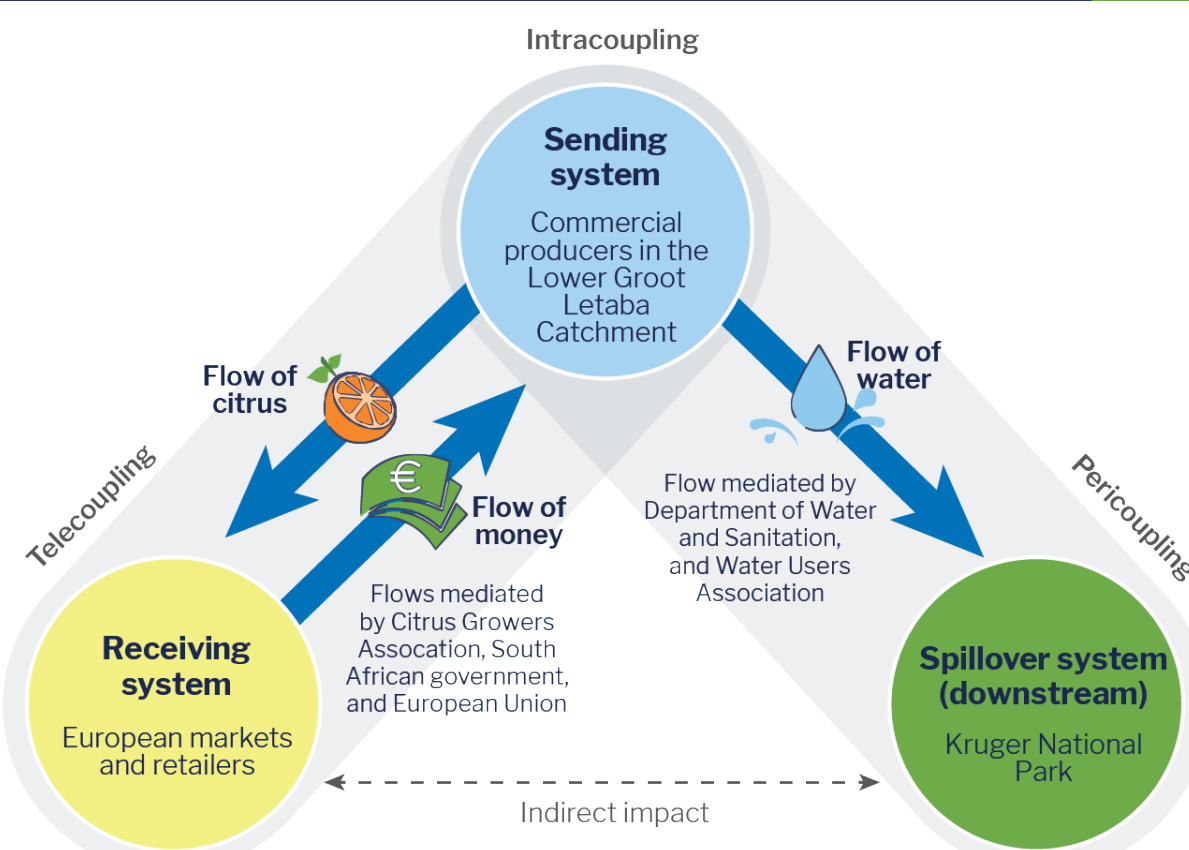 Intracoupling
Sending
system
Commercial
producers in the
Lower Groot
Letaba
Catchment
Flow of
citrus
Flow of
water
Telecoupling
€
Flow of
money
Flow mediated by
Department of Water
and Sanitation,
and Water Users
Association
Pericoupling
Flows mediated
by Citrus Growers
Assocation, South
African government,
and European Union
Receiving
system
European markets
and retailers
Spillover system
(downstream)
Kruger National
Park
Indirect impact